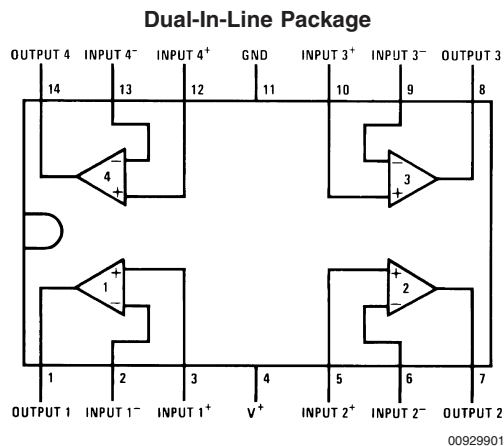 Dual-In-Line Package
OUTPUT 4 INPUT 4⁻ INPUT 4⁺ GND INPUT 3⁺ INPUT 3⁻ OUTPUT 3
14 13 12 11 10 9 8
− −
4 3
+ +
+ +
1 2
− −
1 2 3 4 5 6 7
OUTPUT 1 INPUT 1⁻ INPUT 1⁺ V⁺ INPUT 2⁺ INPUT 2⁻ OUTPUT 2
00929901